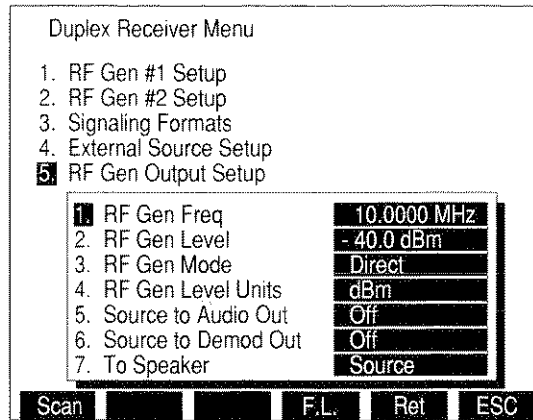 Duplex Receiver Menu
1. RF Gen #1 Setup
2. RF Gen #2 Setup
3. Signaling Formats
4. External Source Setup
5. RF Gen Output Setup
1. RF Gen Freq 10.0000 MHz
2. RF Gen Level - 40.0 dBm
3. RF Gen Mode Direct
4. RF Gen Level Units dBm
5. Source to Audio Out Off
6. Source to Demod Out Off
7. To Speaker Source
Scan F.L. Ret ESC